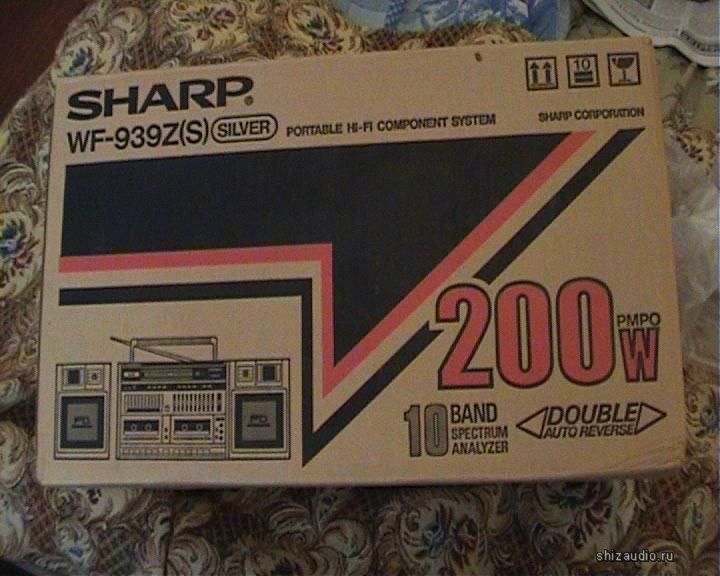 SHARP®
10
WF-939Z(S) SILVER PORTABLE HI-FI COMPONENT SYSTEM SHARP CORPORATION
200
PMPO
W
10 BAND
SPECTRUM
ANALYZER
DOUBLE
AUTO REVERSE
shizaudio.ru